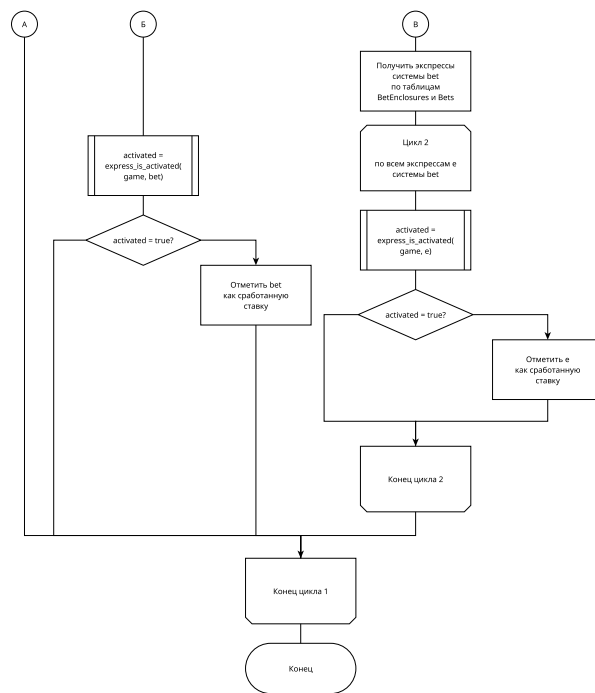 А
Б
В
Получить экспрессы
системы bet
по таблицам
BetEnclosures и Bets
Цикл 2
по всем экспрессам e
системы bet
activated =
express_is_activated(
game, bet)
activated =
express_is_activated(
game, e)
activated = true?
Отметить bet
как сработанную
ставку
activated = true?
Отметить e
как сработанную
ставку
Конец цикла 2
Конец цикла 1
Конец